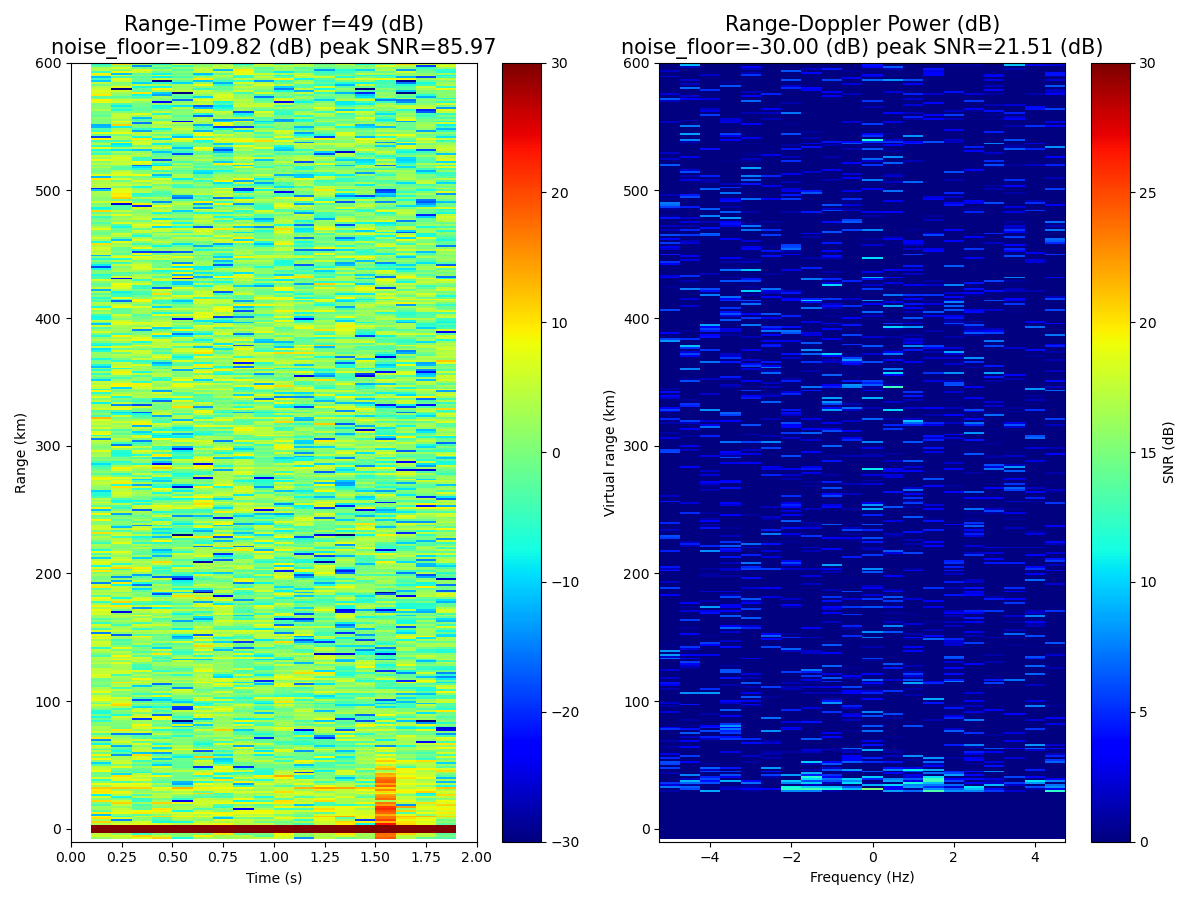 Range-Time Power f=49 (dB)
noise_floor=-109.82 (dB) peak SNR=85.97
Range (km)
600
500
400
300
200
100
0
0.00 0.25 0.50 0.75 1.00 1.25 1.50 1.75 2.00
Time (s)
30
20
10
0
−10
−20
−30
Range-Doppler Power (dB)
noise_floor=-30.00 (dB) peak SNR=21.51 (dB)
Virtual range (km)
600
500
400
300
200
100
0
−4 −2 0 2 4
Frequency (Hz)
30
25
20
15
10
5
0
SNR (dB)